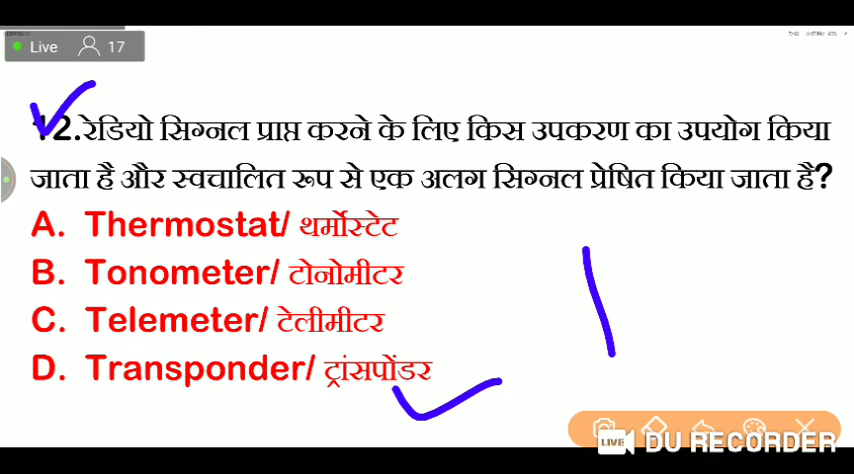 Live 17
12.रेडियो सिग्नल प्राप्त करने के लिए किस उपकरण का उपयोग किया
जाता है और स्वचालित रूप से एक अलग सिग्नल प्रेषित किया जाता है?
A. Thermostat/ थर्मोस्टेट
B. Tonometer/ टोनोमीटर
C. Telemeter/ टेलीमीटर
D. Transponder/ ट्रांसपोंडर
LIVE DU RECORDER